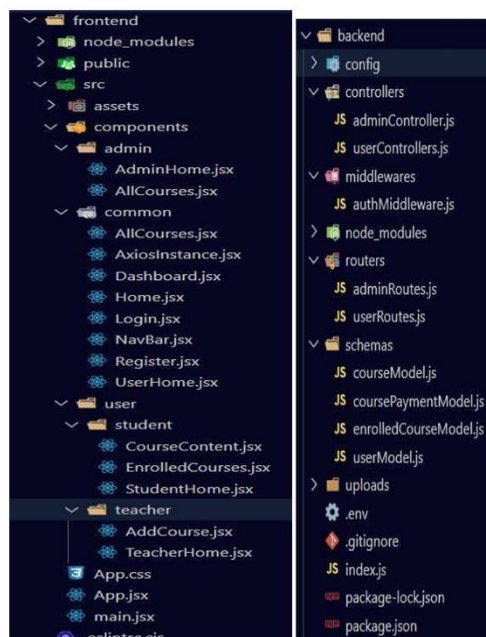 frontend
node_modules
public
src
assets
components
admin
AdminHome.jsx
AllCourses.jsx
common
AllCourses.jsx
AxiosInstance.jsx
Dashboard.jsx
Home.jsx
Login.jsx
NavBar.jsx
Register.jsx
UserHome.jsx
user
student
CourseContent.jsx
EnrolledCourses.jsx
StudentHome.jsx
teacher
AddCourse.jsx
TeacherHome.jsx
App.css
App.jsx
main.jsx
backend
config
controllers
JS adminController.js
JS userControllers.js
middlewares
JS authMiddleware.js
node_modules
routers
JS adminRoutes.js
JS userRoutes.js
schemas
JS courseModel.js
JS coursePaymentModel.js
JS enrolledCourseModel.js
JS userModel.js
uploads
.env
.gitignore
JS index.js
package-lock.json
package.json